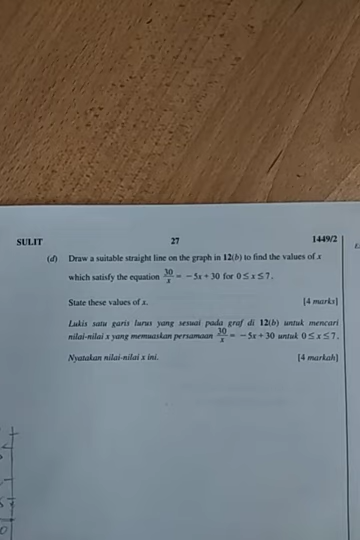 SULIT 27 1449/2
(d) Draw a suitable straight line on the graph in 12(b) to find the values of x
which satisfy the equation 30/x = −5x + 30 for 0 ≤ x ≤ 7.
State these values of x. [4 marks]
Lukis satu garis lurus yang sesuai pada graf di 12(b) untuk mencari
nilai-nilai x yang memuaskan persamaan 30/x = −5x + 30 untuk 0 ≤ x ≤ 7.
Nyatakan nilai-nilai x ini. [4 markah]